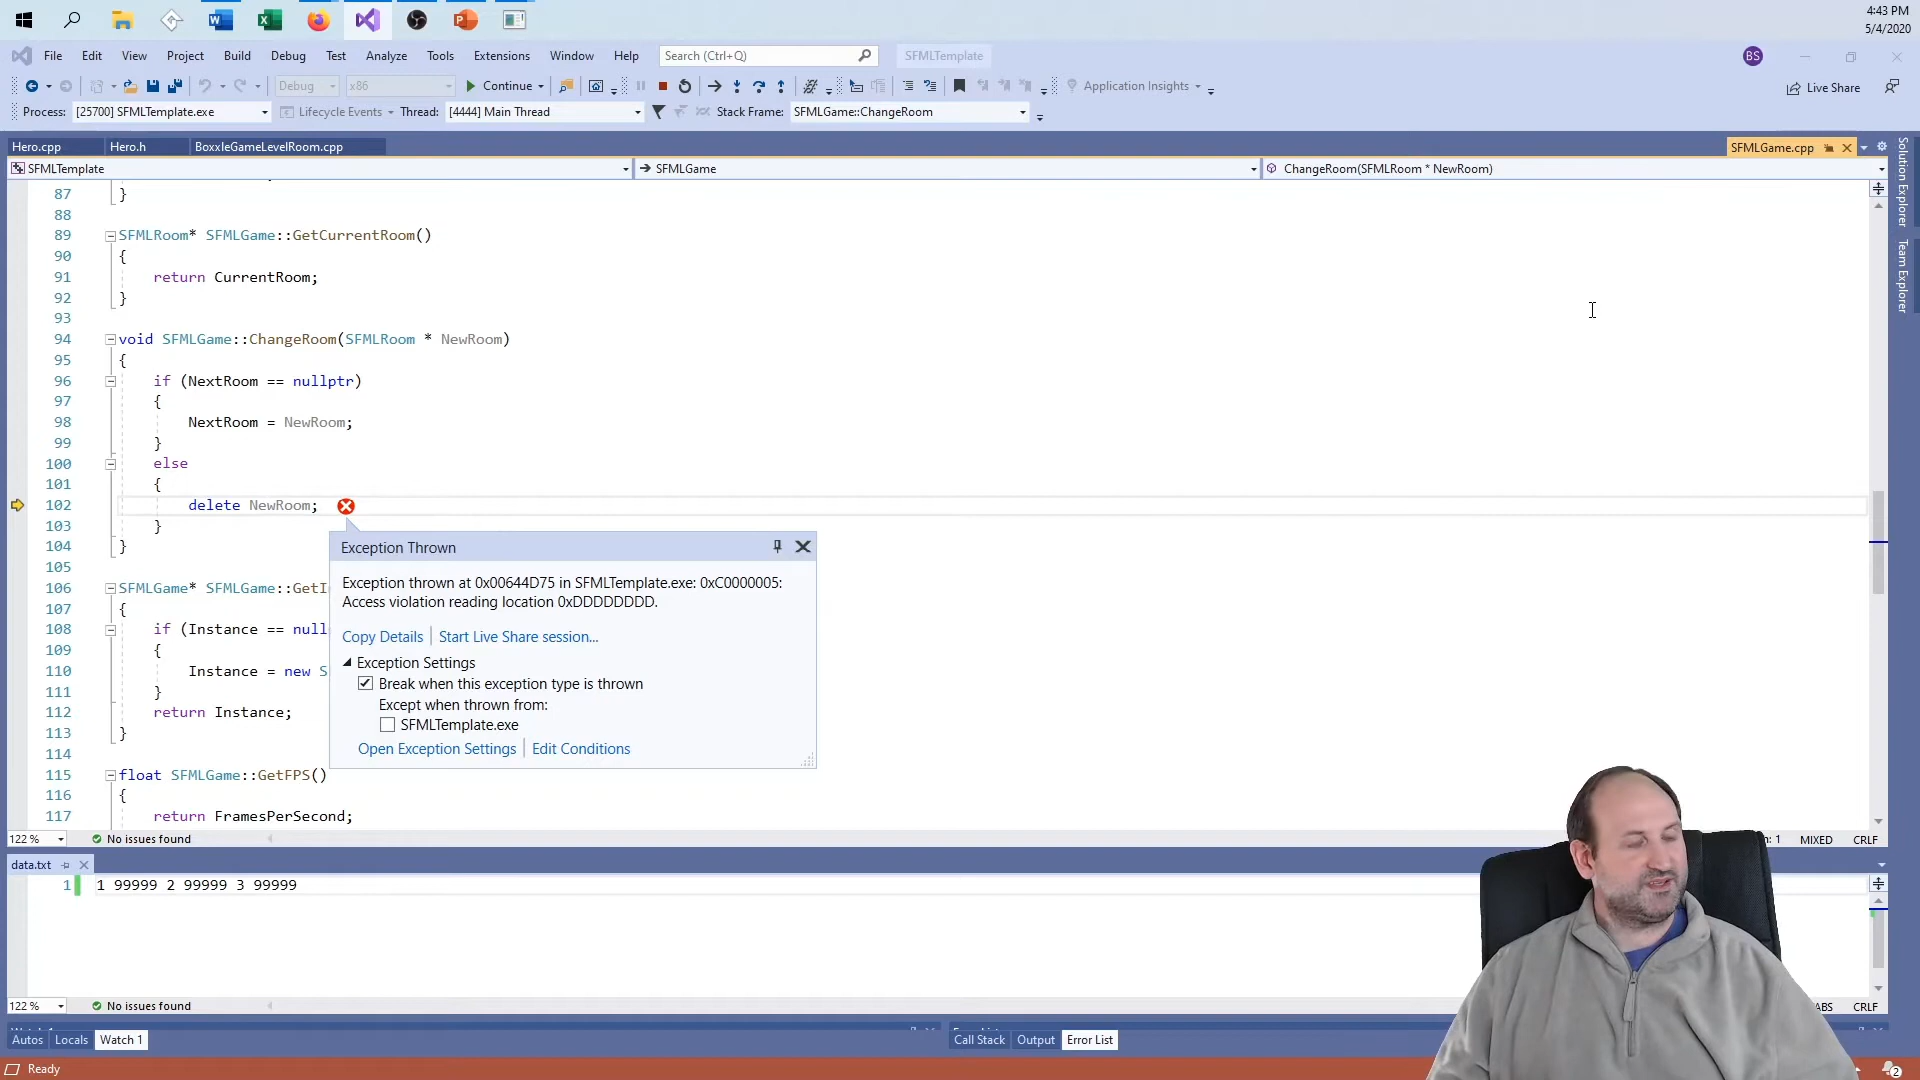 4:43 PM
5/4/2020
File Edit View Project Build Debug Test Analyze Tools Extensions Window Help Search (Ctrl+Q) SFMLTemplate BS
Debug x86 Continue Application Insights Live Share
Process: [25700] SFMLTemplate.exe Lifecycle Events Thread: [4444] Main Thread Stack Frame: SFMLGame::ChangeRoom
Hero.cpp Hero.h BoxxleGameLevelRoom.cpp SFMLGame.cpp
SFMLTemplate SFMLGame ChangeRoom(SFMLRoom * NewRoom)
Solution Explorer
Team Explorer
87 }
88
89 SFMLRoom* SFMLGame::GetCurrentRoom()
90 {
91 return CurrentRoom;
92 }
93
94 void SFMLGame::ChangeRoom(SFMLRoom * NewRoom)
95 {
96 if (NextRoom == nullptr)
97 {
98 NextRoom = NewRoom;
99 }
100 else
101 {
102 delete NewRoom;
103 }
104 }
105
106 SFMLGame* SFMLGame::GetI
107 {
108 if (Instance == null
109 {
110 Instance = new S
111 }
112 return Instance;
113 }
114
115 float SFMLGame::GetFPS()
116 {
117 return FramesPerSecond;
Exception Thrown
Exception thrown at 0x00644D75 in SFMLTemplate.exe: 0xC0000005:
Access violation reading location 0xDDDDDDDD.
Copy Details Start Live Share session...
Exception Settings
Break when this exception type is thrown
Except when thrown from:
SFMLTemplate.exe
Open Exception Settings Edit Conditions
122 % No issues found : 1 MIXED CRLF
data.txt
1 1 99999 2 99999 3 99999
122 % No issues found ABS CRLF
Autos Locals Watch 1 Call Stack Output Error List
Ready 2